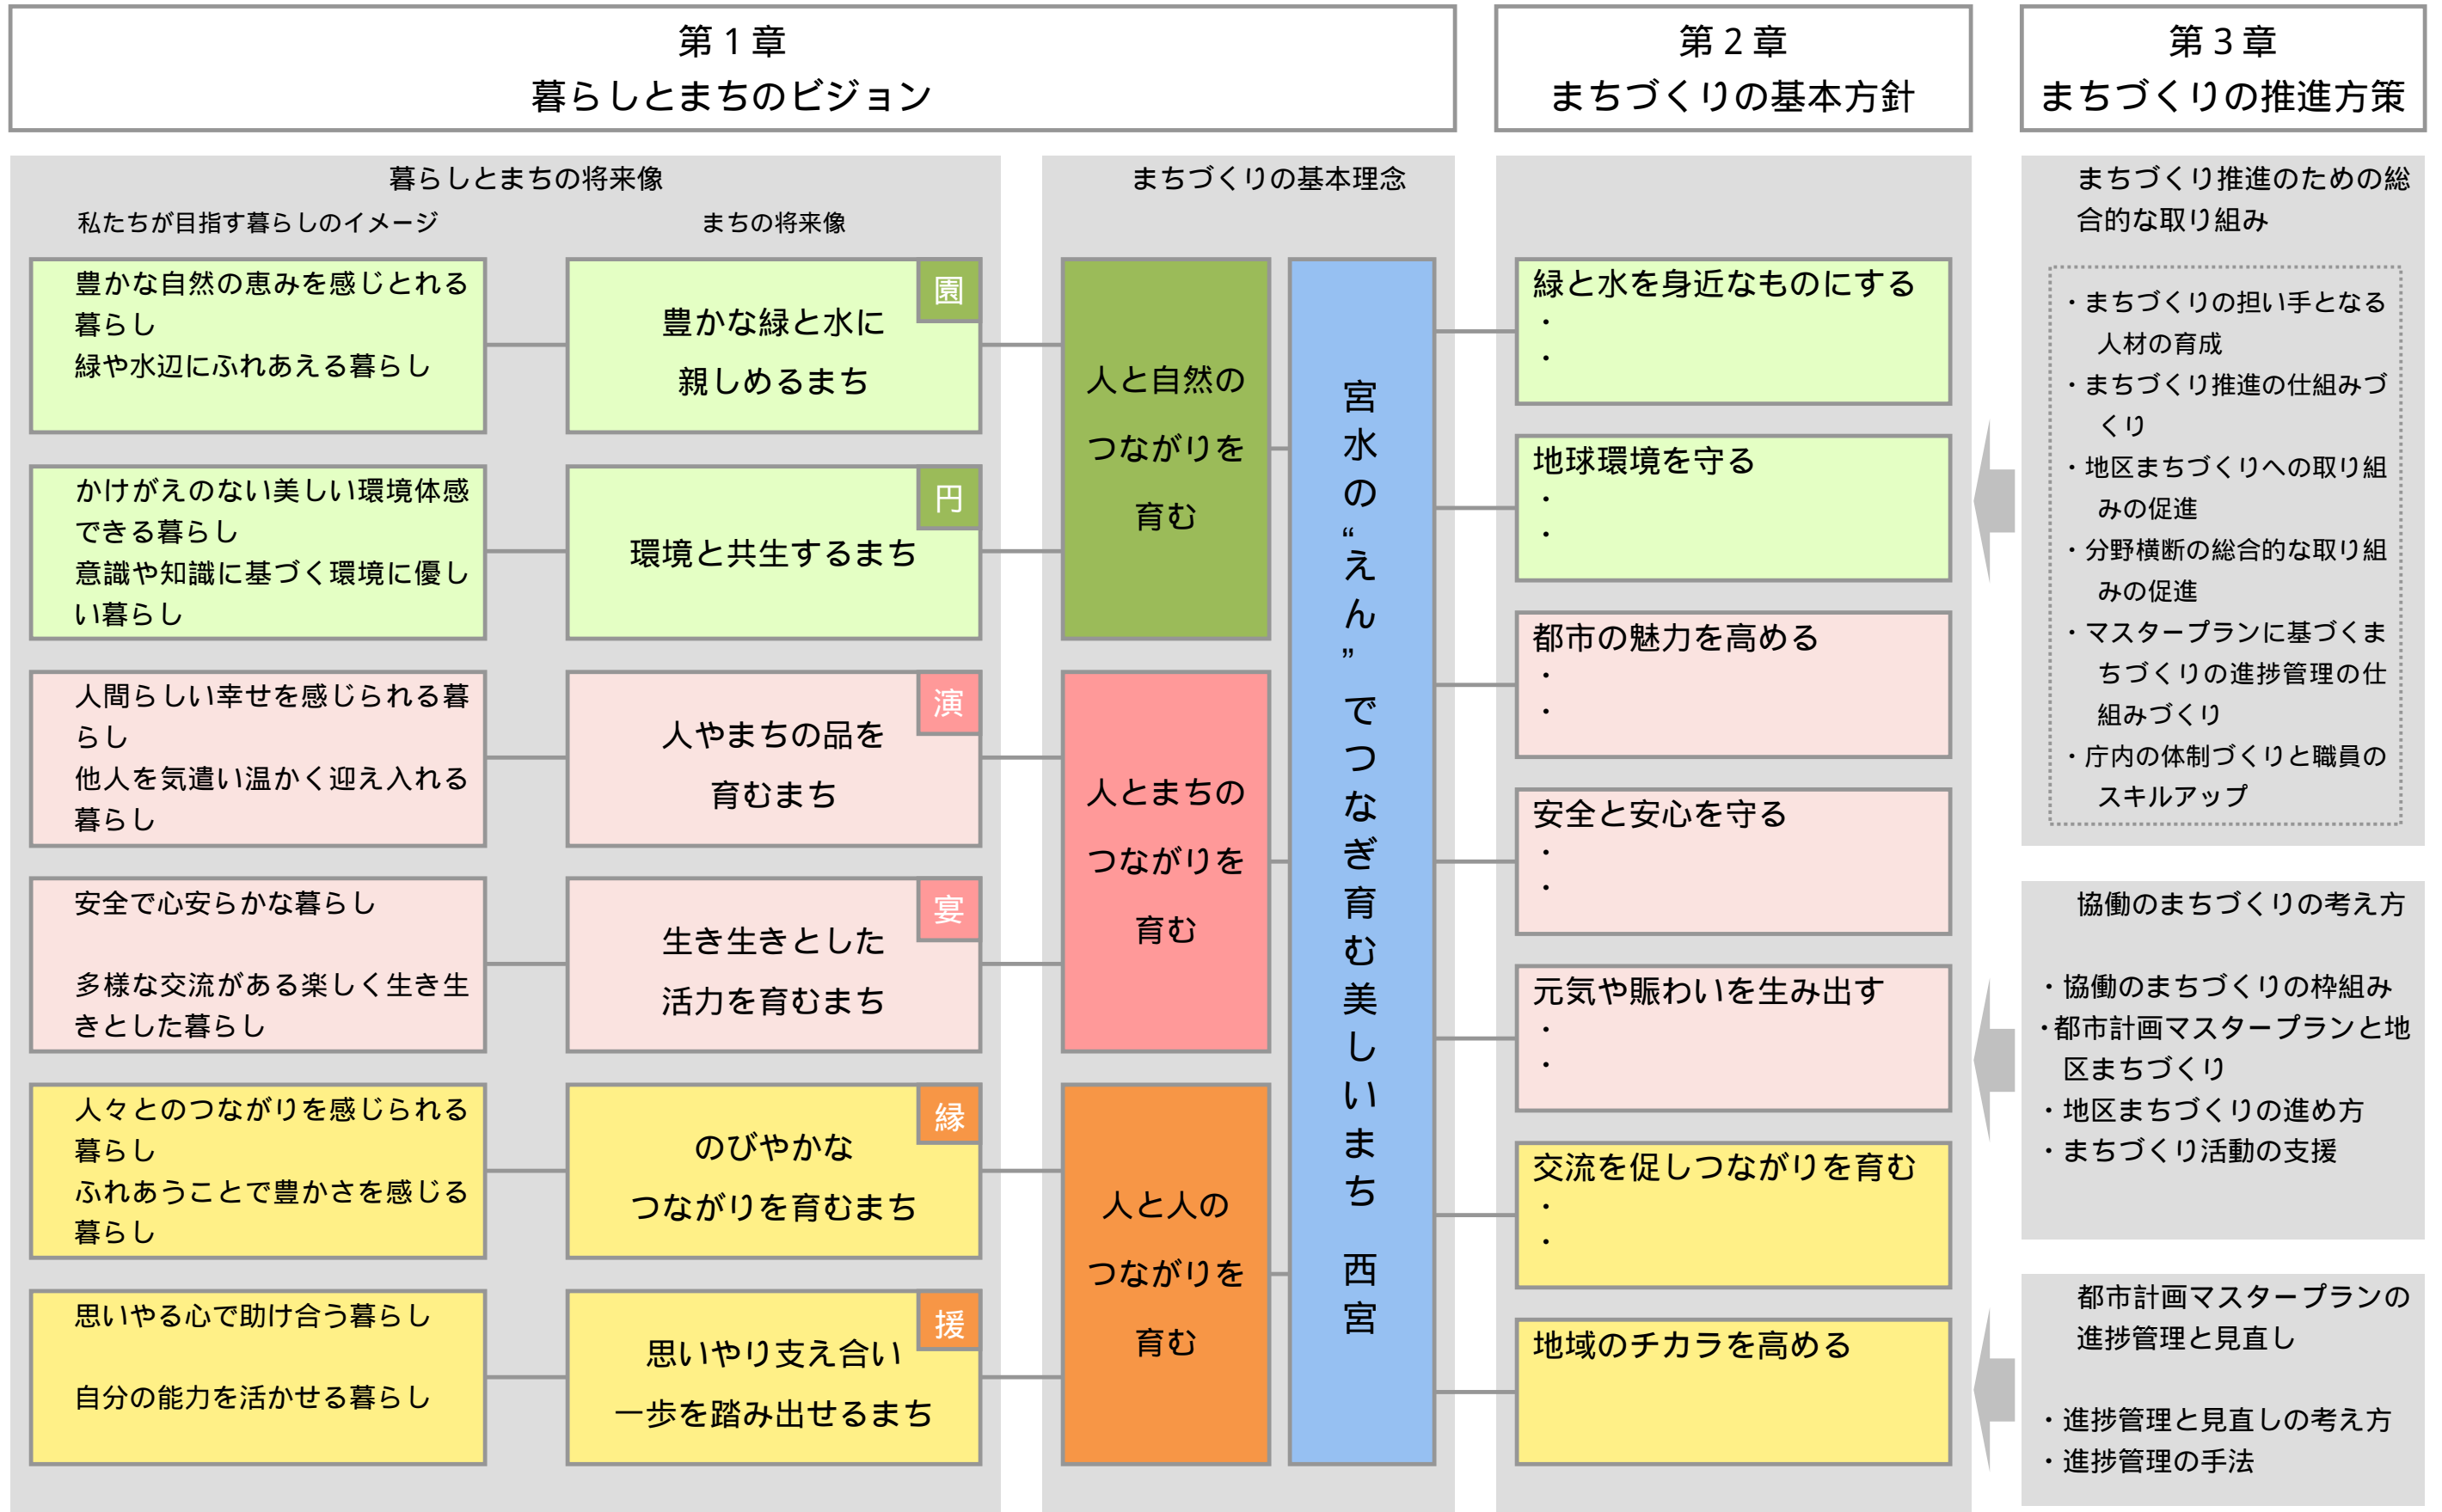 第1章
暮らしとまちのビジョン
第2章
まちづくりの基本方針
第3章
まちづくりの推進方策
暮らしとまちの将来像
私たちが目指す暮らしのイメージ
まちの将来像
豊かな自然の恵みを感じとれる
暮らし
緑や水辺にふれあえる暮らし
園
豊かな緑と水に
親しめるまち
かけがえのない美しい環境体感
できる暮らし
意識や知識に基づく環境に優し
い暮らし
円
環境と共生するまち
人間らしい幸せを感じられる暮
らし
他人を気遣い温かく迎え入れる
暮らし
演
人やまちの品を
育むまち
安全で心安らかな暮らし
多様な交流がある楽しく生き生
きとした暮らし
宴
生き生きとした
活力を育むまち
人々とのつながりを感じられる
暮らし
ふれあうことで豊かさを感じる
暮らし
縁
のびやかな
つながりを育むまち
思いやる心で助け合う暮らし
自分の能力を活かせる暮らし
援
思いやり支え合い
一歩を踏み出せるまち
まちづくりの基本理念
人と自然の
つながりを
育む
人とまちの
つながりを
育む
人と人の
つながりを
育む
宮水の“えん”でつなぎ育む美しいまち 西宮
緑と水を身近なものにする
・
・
地球環境を守る
・
・
都市の魅力を高める
・
・
安全と安心を守る
・
・
元気や賑わいを生み出す
・
・
交流を促しつながりを育む
・
・
地域のチカラを高める
まちづくり推進のための総
合的な取り組み
・まちづくりの担い手となる
人材の育成
・まちづくり推進の仕組みづ
くり
・地区まちづくりへの取り組
みの促進
・分野横断の総合的な取り組
みの促進
・マスタープランに基づくま
ちづくりの進捗管理の仕
組みづくり
・庁内の体制づくりと職員の
スキルアップ
協働のまちづくりの考え方
・協働のまちづくりの枠組み
・都市計画マスタープランと地
区まちづくり
・地区まちづくりの進め方
・まちづくり活動の支援
都市計画マスタープランの
進捗管理と見直し
・進捗管理と見直しの考え方
・進捗管理の手法